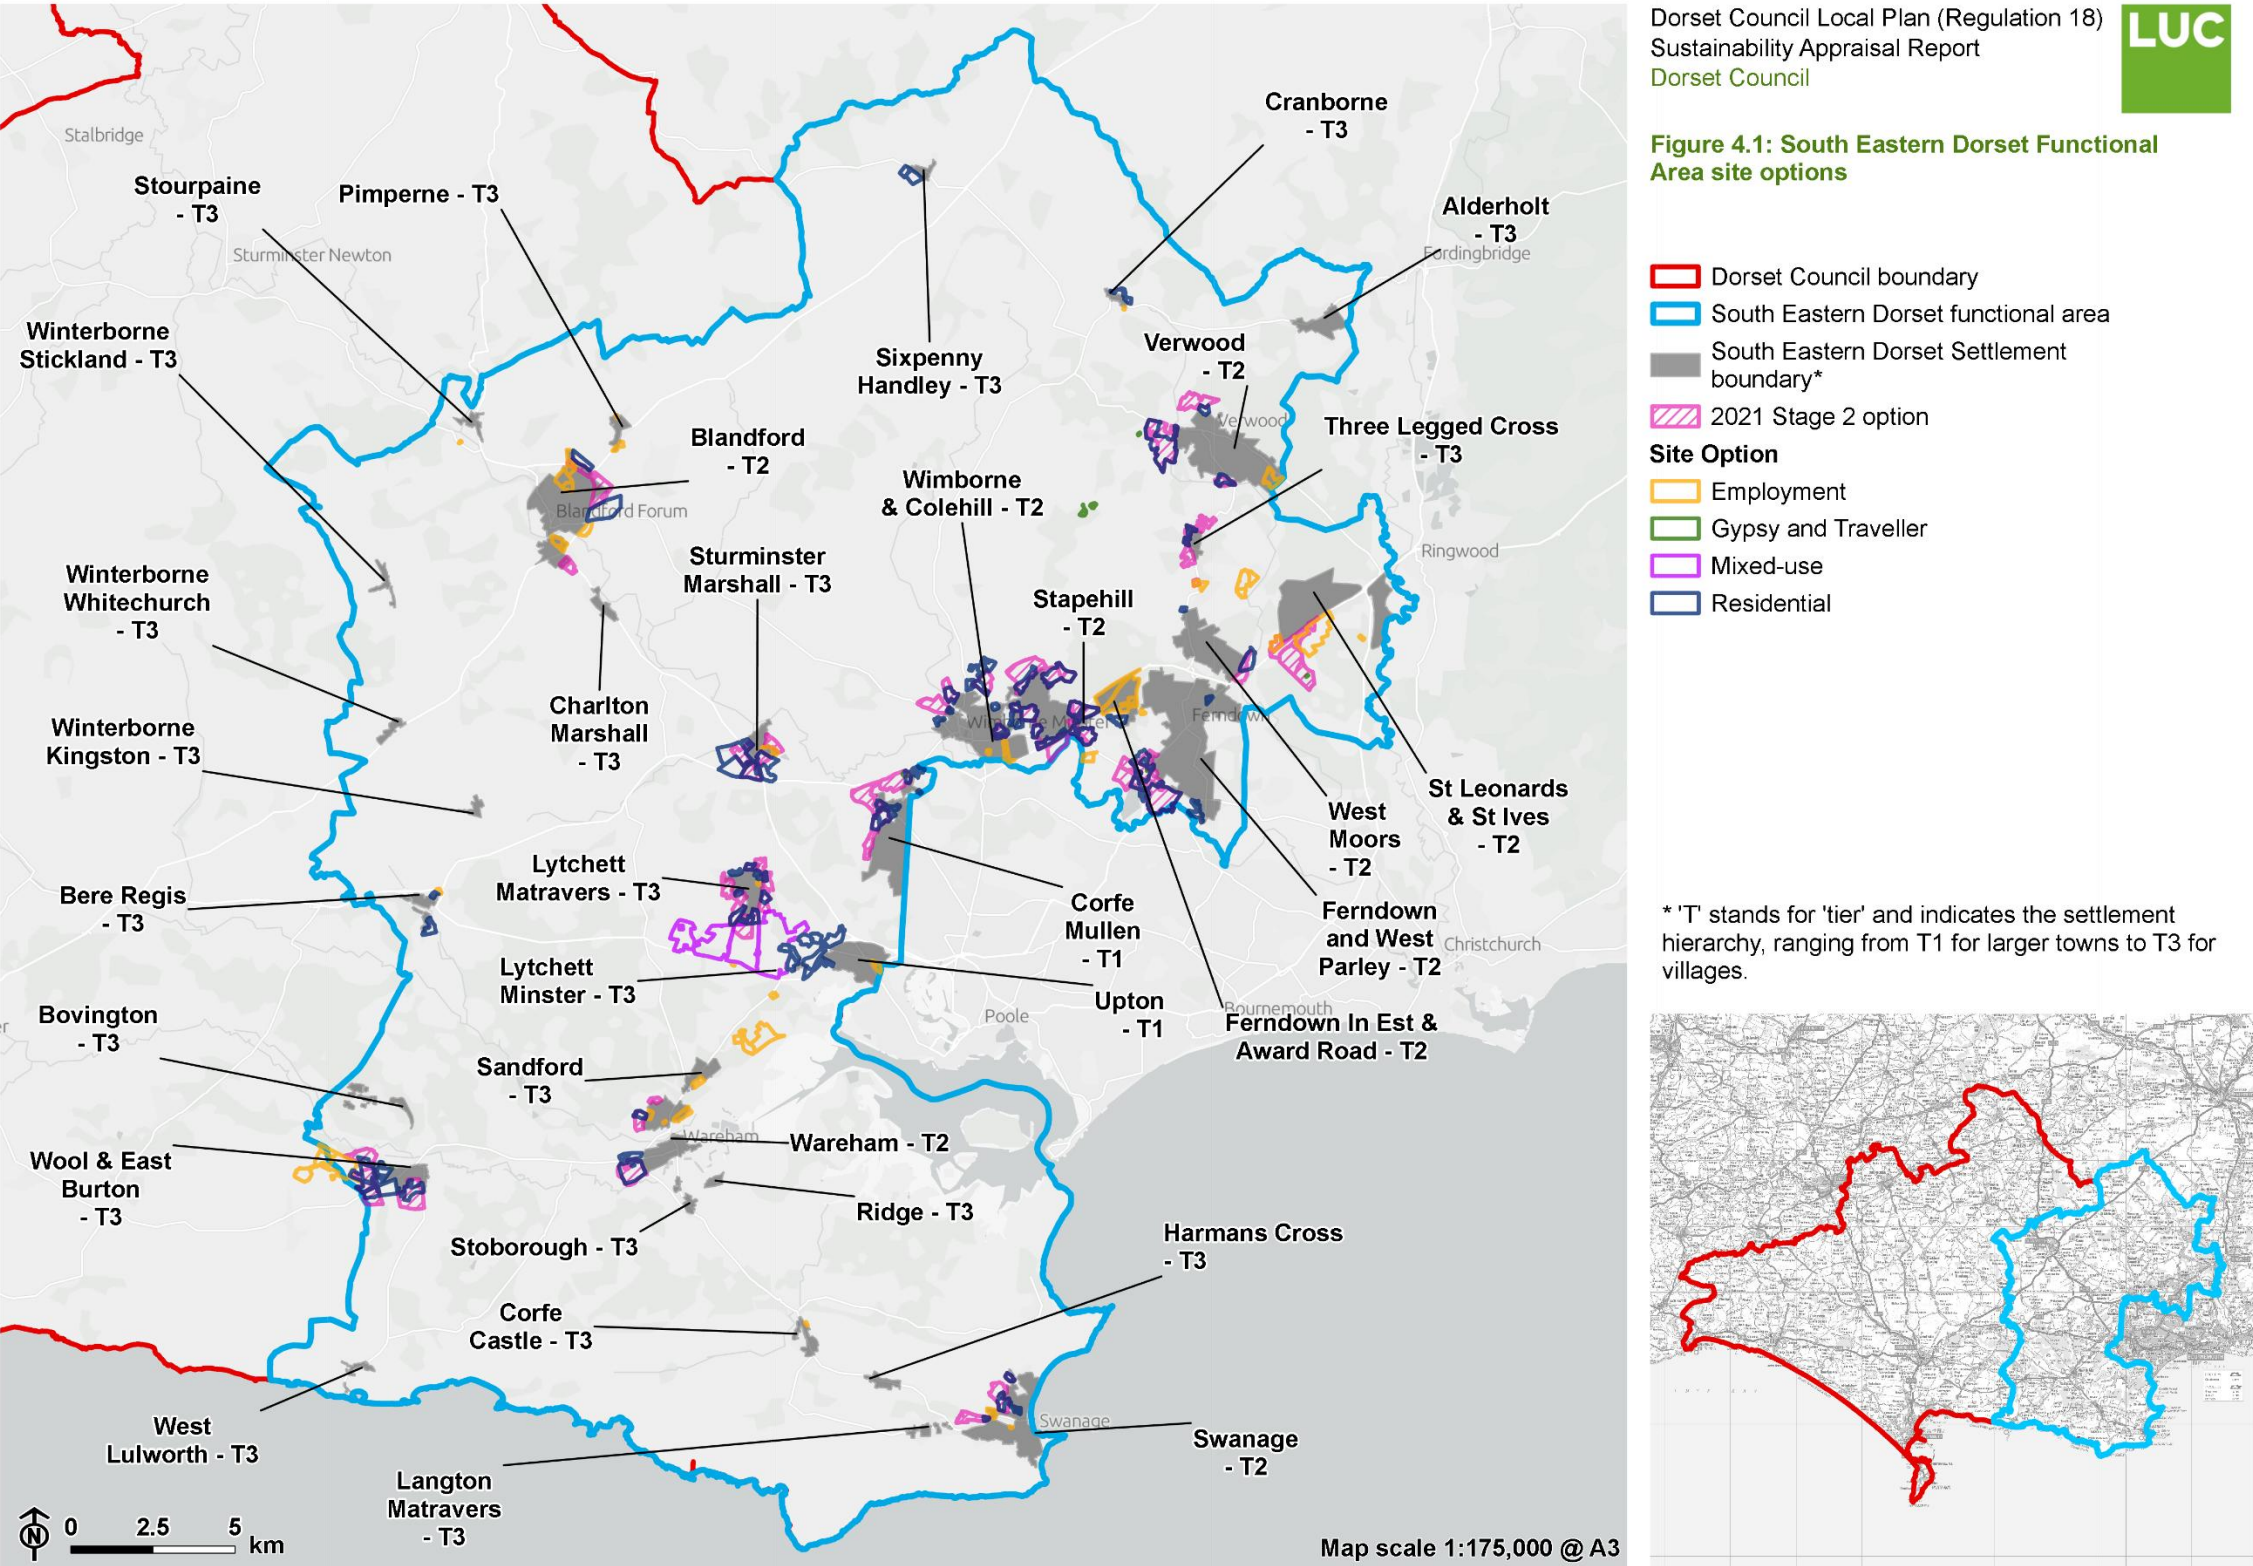 Dorset Council Local Plan (Regulation 18)
Sustainability Appraisal Report
Dorset Council
LUC
Figure 4.1: South Eastern Dorset Functional
Area site options
Dorset Council boundary
South Eastern Dorset functional area
South Eastern Dorset Settlement
boundary*
2021 Stage 2 option
Site Option
Employment
Gypsy and Traveller
Mixed-use
Residential
* 'T' stands for 'tier' and indicates the settlement
hierarchy, ranging from T1 for larger towns to T3 for
villages.
Stalbridge
Cranborne
- T3
Stourpaine
- T3
Pimperne - T3
Alderholt
- T3
Sturminster Newton
Fordingbridge
Winterborne
Stickland - T3
Sixpenny
Handley - T3
Verwood
- T2
Verwood
Three Legged Cross
- T3
Blandford
- T2
Wimborne
& Colehill - T2
Blandford Forum
Ringwood
Sturminster
Marshall - T3
Winterborne
Whitechurch
- T3
Stapehill
- T2
Charlton
Marshall
- T3
Wimborne Minster
Ferndown
Winterborne
Kingston - T3
St Leonards
& St Ives
- T2
West
Moors
- T2
Lytchett
Matravers - T3
Bere Regis
- T3
Corfe
Mullen
- T1
Ferndown
and West
Parley - T2
Christchurch
Lytchett
Minster - T3
Upton
- T1
Bournemouth
Poole
Ferndown In Est &
Award Road - T2
er
Bovington
- T3
Sandford
- T3
Wareham
Wareham - T2
Wool & East
Burton
- T3
Ridge - T3
Stoborough - T3
Harmans Cross
- T3
Corfe
Castle - T3
Swanage
Swanage
- T2
West
Lulworth - T3
Langton
Matravers
- T3
N
0 2.5 5
km
Map scale 1:175,000 @ A3